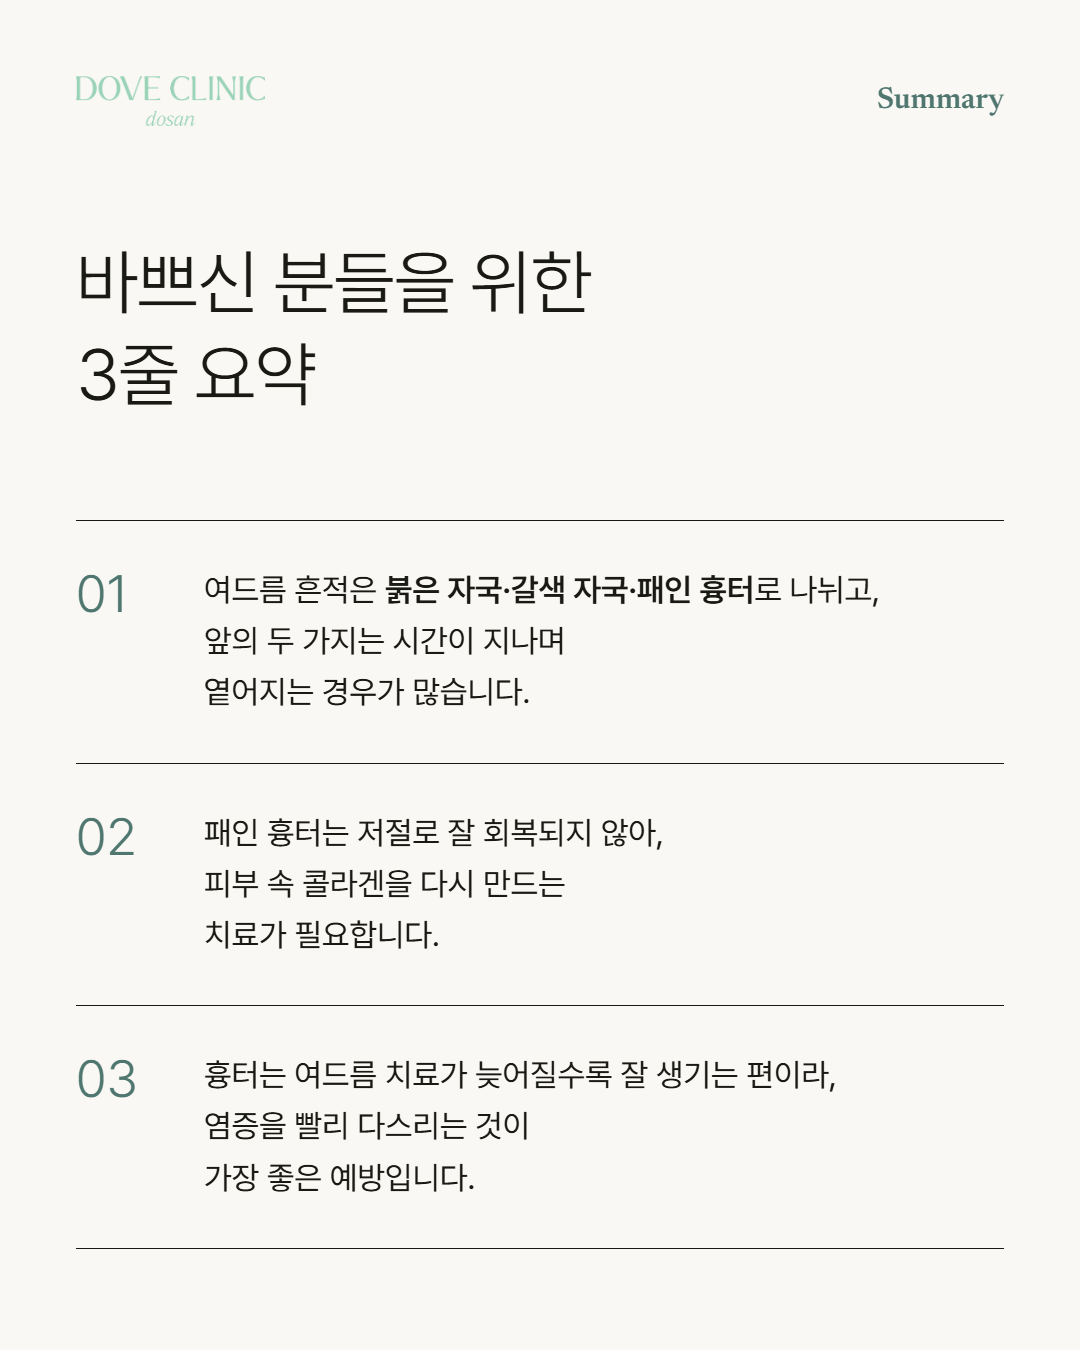 DOVE CLINIC
dosan
Summary
바쁘신 분들을 위한
3줄 요약
01
여드름 흔적은 붉은 자국·갈색 자국·패인 흉터로 나뉘고,
앞의 두 가지는 시간이 지나며
옅어지는 경우가 많습니다.
02
패인 흉터는 저절로 잘 회복되지 않아,
피부 속 콜라겐을 다시 만드는
치료가 필요합니다.
03
흉터는 여드름 치료가 늦어질수록 잘 생기는 편이라,
염증을 빨리 다스리는 것이
가장 좋은 예방입니다.